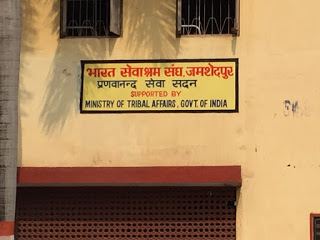 भारत सेवाश्रम संघ,जमशेदपुर
प्रणवानन्द सेवा सदन
SUPPORTED BY
MINISTRY OF TRIBAL AFFAIRS, GOVT. OF INDIA